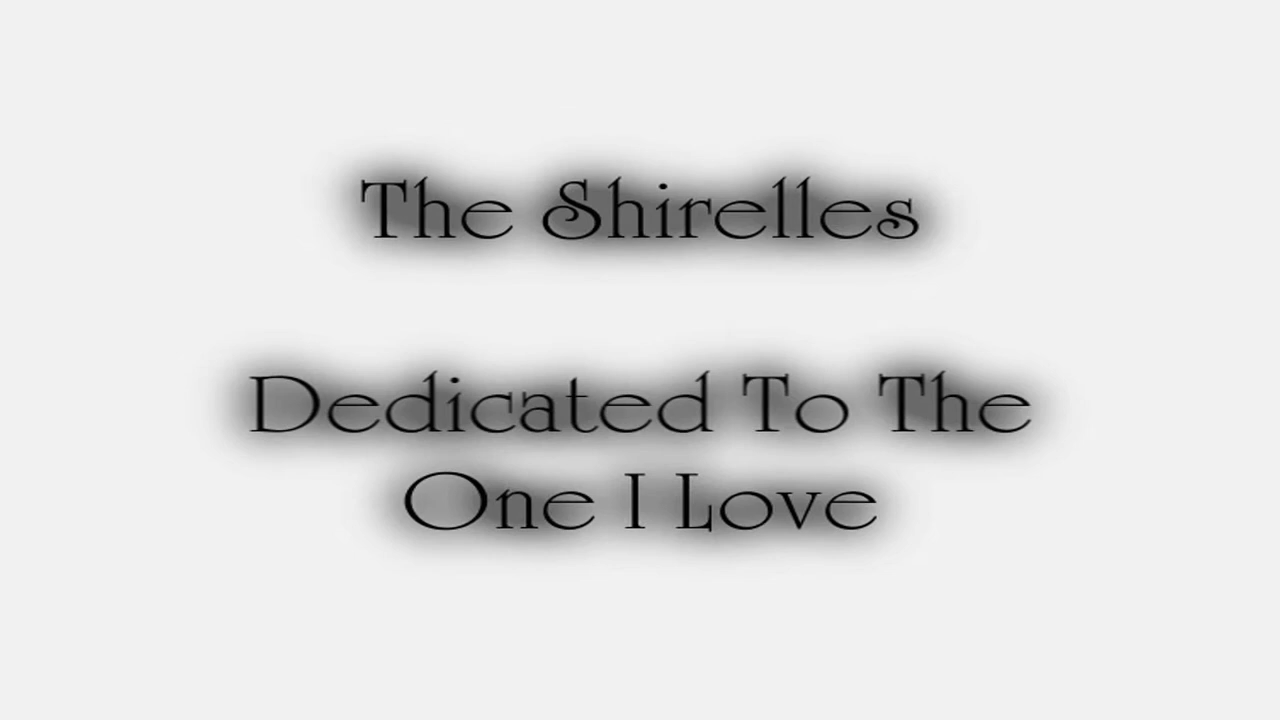 The Shirelles
Dedicated To The
One I Love